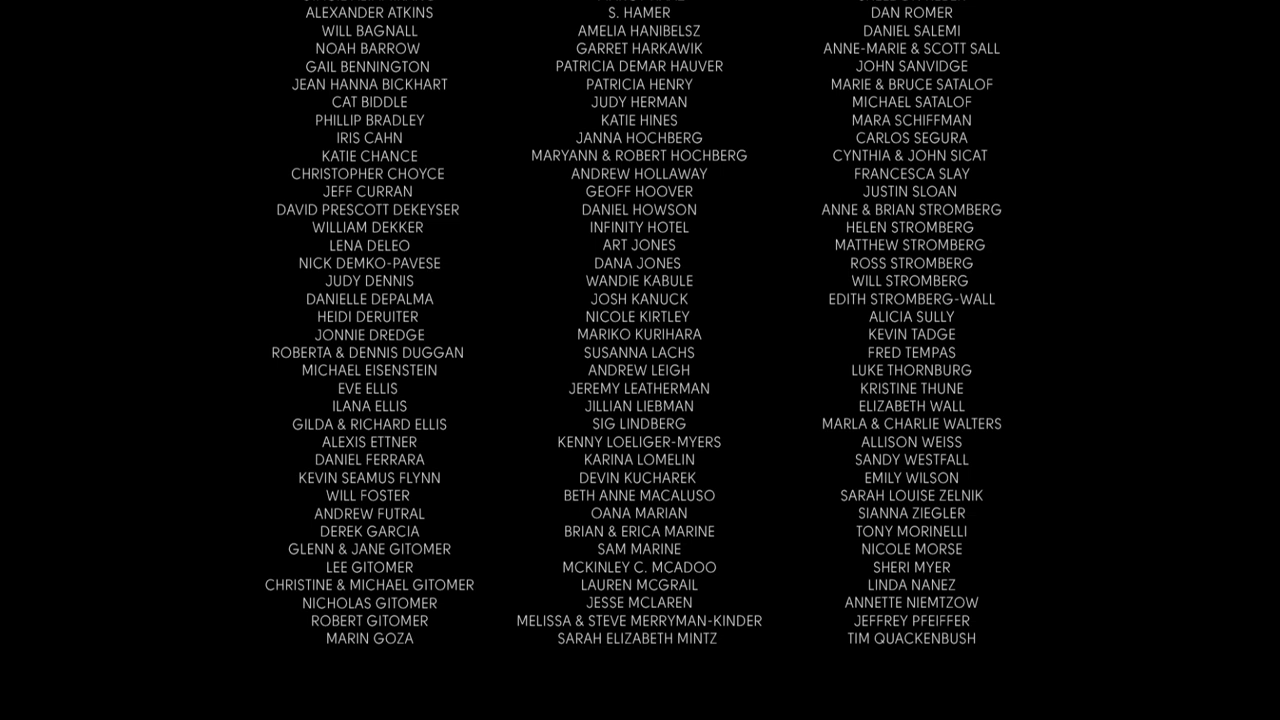 ALEXANDER ATKINS
WILL BAGNALL
NOAH BARROW
GAIL BENNINGTON
JEAN HANNA BICKHART
CAT BIDDLE
PHILLIP BRADLEY
IRIS CAHN
KATIE CHANCE
CHRISTOPHER CHOYCE
JEFF CURRAN
DAVID PRESCOTT DEKEYSER
WILLIAM DEKKER
LENA DELEO
NICK DEMKO-PAVESE
JUDY DENNIS
DANIELLE DEPALMA
HEIDI DERUITER
JONNIE DREDGE
ROBERTA & DENNIS DUGGAN
MICHAEL EISENSTEIN
EVE ELLIS
ILANA ELLIS
GILDA & RICHARD ELLIS
ALEXIS ETTNER
DANIEL FERRARA
KEVIN SEAMUS FLYNN
WILL FOSTER
ANDREW FUTRAL
DEREK GARCIA
GLENN & JANE GITOMER
LEE GITOMER
CHRISTINE & MICHAEL GITOMER
NICHOLAS GITOMER
ROBERT GITOMER
MARIN GOZA
S. HAMER
AMELIA HANIBELSZ
GARRET HARKAWIK
PATRICIA DEMAR HAUVER
PATRICIA HENRY
JUDY HERMAN
KATIE HINES
JANNA HOCHBERG
MARYANN & ROBERT HOCHBERG
ANDREW HOLLAWAY
GEOFF HOOVER
DANIEL HOWSON
INFINITY HOTEL
ART JONES
DANA JONES
WANDIE KABULE
JOSH KANUCK
NICOLE KIRTLEY
MARIKO KURIHARA
SUSANNA LACHS
ANDREW LEIGH
JEREMY LEATHERMAN
JILLIAN LIEBMAN
SIG LINDBERG
KENNY LOELIGER-MYERS
KARINA LOMELIN
DEVIN KUCHAREK
BETH ANNE MACALUSO
OANA MARIAN
BRIAN & ERICA MARINE
SAM MARINE
MCKINLEY C. MCADOO
LAUREN MCGRAIL
JESSE MCLAREN
MELISSA & STEVE MERRYMAN-KINDER
SARAH ELIZABETH MINTZ
DAN ROMER
DANIEL SALEMI
ANNE-MARIE & SCOTT SALL
JOHN SANVIDGE
MARIE & BRUCE SATALOF
MICHAEL SATALOF
MARA SCHIFFMAN
CARLOS SEGURA
CYNTHIA & JOHN SICAT
FRANCESCA SLAY
JUSTIN SLOAN
ANNE & BRIAN STROMBERG
HELEN STROMBERG
MATTHEW STROMBERG
ROSS STROMBERG
WILL STROMBERG
EDITH STROMBERG-WALL
ALICIA SULLY
KEVIN TADGE
FRED TEMPAS
LUKE THORNBURG
KRISTINE THUNE
ELIZABETH WALL
MARLA & CHARLIE WALTERS
ALLISON WEISS
SANDY WESTFALL
EMILY WILSON
SARAH LOUISE ZELNIK
SIANNA ZIEGLER
TONY MORINELLI
NICOLE MORSE
SHERI MYER
LINDA NANEZ
ANNETTE NIEMTZOW
JEFFREY PFEIFFER
TIM QUACKENBUSH